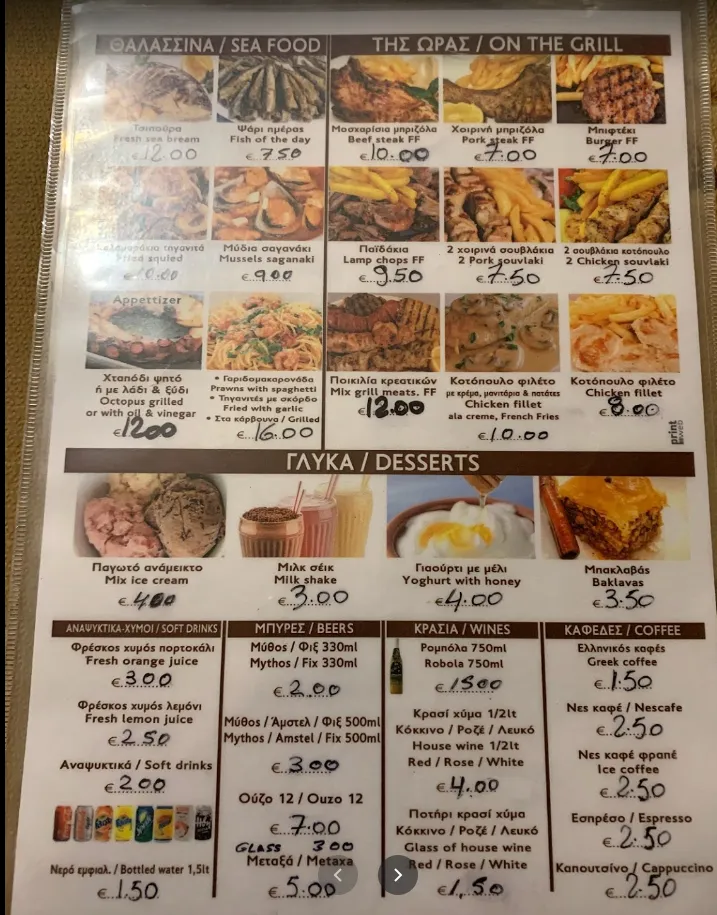 ΘΑΛΑΣΣΙΝΑ / SEA FOOD
Τσιπούρα
Fresh sea bream
€ 12.00
Ψάρι ημέρας
Fish of the day
€ 7.50
τηγανιτά
Fried squied
€ 10.00
Μύδια σαγανάκι
Mussels saganaki
€ 9.00
Appettizer
Χταπόδι ψητό
ή με λάδι & ξύδι
Octopus grilled
or with oil & vinegar
€ 12.00
• Γαριδομακαρονάδα
Prawns with spaghetti
• Τηγανιτές με σκόρδο
Fried with garlic
• Στα κάρβουνα / Grilled
€ 16.00
ΤΗΣ ΩΡΑΣ / ON THE GRILL
Μοσχαρίσια μπριζόλα
Beef steak FF
€ 10.00
Χοιρινή μπριζόλα
Pork steak FF
€ 7.00
Μπιφτέκι
Burger FF
€ 7.00
Παϊδάκια
Lamp chops FF
€ 9.50
2 χοιρινά σουβλάκια
2 Pork souvlaki
€ 7.50
2 σουβλάκια κοτόπουλο
2 Chicken souvlaki
€ 7.50
Ποικιλία κρεατικών
Mix grill meats. FF
€ 12.00
Κοτόπουλο φιλέτο
με κρέμα, μανιτάρια & πατάτες
Chicken fillet
ala creme, French Fries
€ 10.00
Κοτόπουλο φιλέτο
Chicken fillet
€ 8.00
print
ΓΛΥΚΑ / DESSERTS
Παγωτό ανάμεικτο
Mix ice cream
€ 4.00
Μιλκ σέικ
Milk shake
€ 3.00
Γιαούρτι με μέλι
Yoghurt with honey
€ 4.00
Μπακλαβάς
Baklavas
€ 3.50
ΑΝΑΨΥΚΤΙΚΑ-ΧΥΜΟΙ / SOFT DRINKS
Φρέσκος χυμός πορτοκάλι
Fresh orange juice
€ 3.00
Φρέσκος χυμός λεμόνι
Fresh lemon juice
€ 2.50
Αναψυκτικά / Soft drinks
€ 2.00
Νερό εμφιαλ. / Bottled water 1,5lt
€ 1.50
ΜΠΥΡΕΣ / BEERS
Μύθος / Φιξ 330ml
Mythos / Fix 330ml
€ 2.00
Μύθος / Άμστελ / Φιξ 500ml
Mythos / Amstel / Fix 500ml
€ 3.00
Ούζο 12 / Ouzo 12
€ 7.00
GLASS 3.00
Μεταξά / Metaxa
€ 5.00
ΚΡΑΣΙΑ / WINES
Ρομπόλα 750ml
Robola 750ml
€ 15.00
Κρασί χύμα 1/2lt
Κόκκινο / Ροζέ / Λευκό
House wine 1/2lt
Red / Rose / White
€ 4.00
Ποτήρι κρασί χύμα
Κόκκινο / Ροζέ / Λευκό
Glass of house wine
Red / Rose / White
€ 1,50
ΚΑΦΕΔΕΣ / COFFEE
Ελληνικός καφές
Greek coffee
€ 1.50
Νες καφέ / Nescafe
€ 2.50
Νες καφέ φραπέ
Ice coffee
€ 2.50
Εσπρέσο / Espresso
€ 2.50
Καπουτσίνο / Cappuccino
€ 2.50